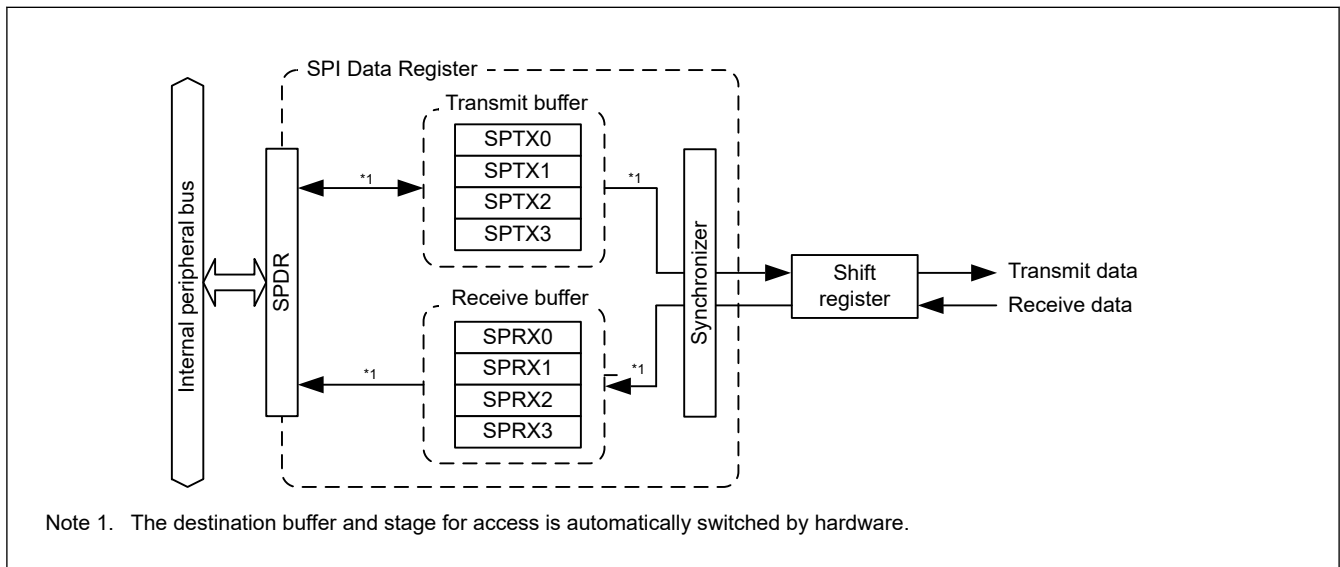 SPI Data Register
Transmit buffer
SPTX0
SPTX1
SPTX2
SPTX3
*1
*1
Internal peripheral bus
SPDR
Synchronizer
Shift
register
Transmit data
Receive data
Receive buffer
SPRX0
SPRX1
SPRX2
SPRX3
*1
*1
Note 1. The destination buffer and stage for access is automatically switched by hardware.